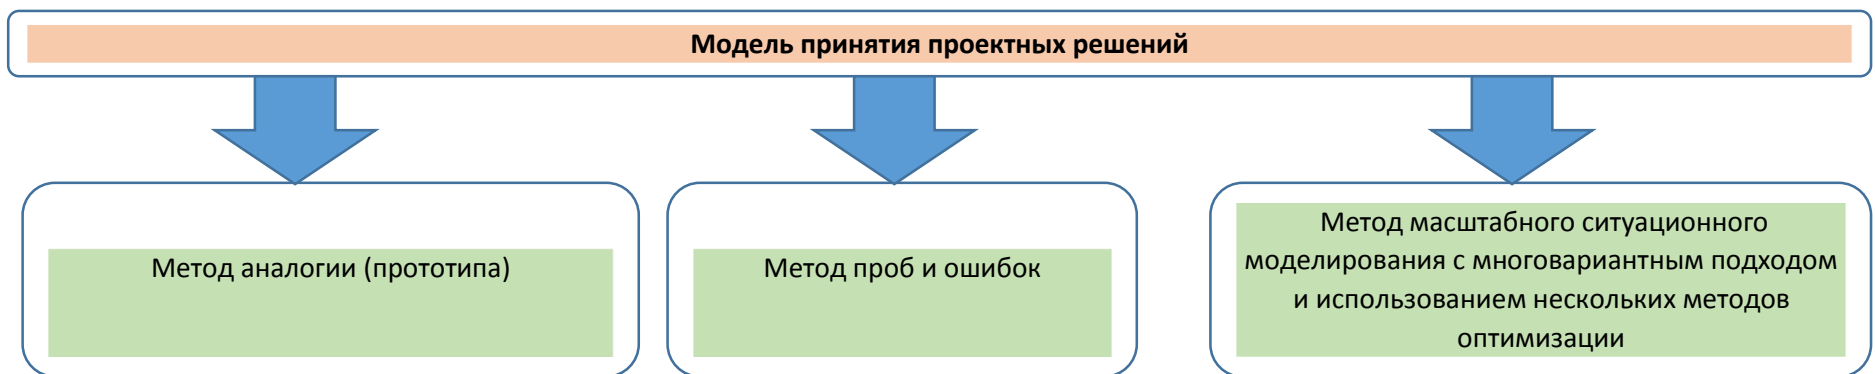 Модель принятия проектных решений
Метод аналогии (прототипа)
Метод проб и ошибок
Метод масштабного ситуационного
моделирования с многовариантным подходом
и использованием нескольких методов
оптимизации